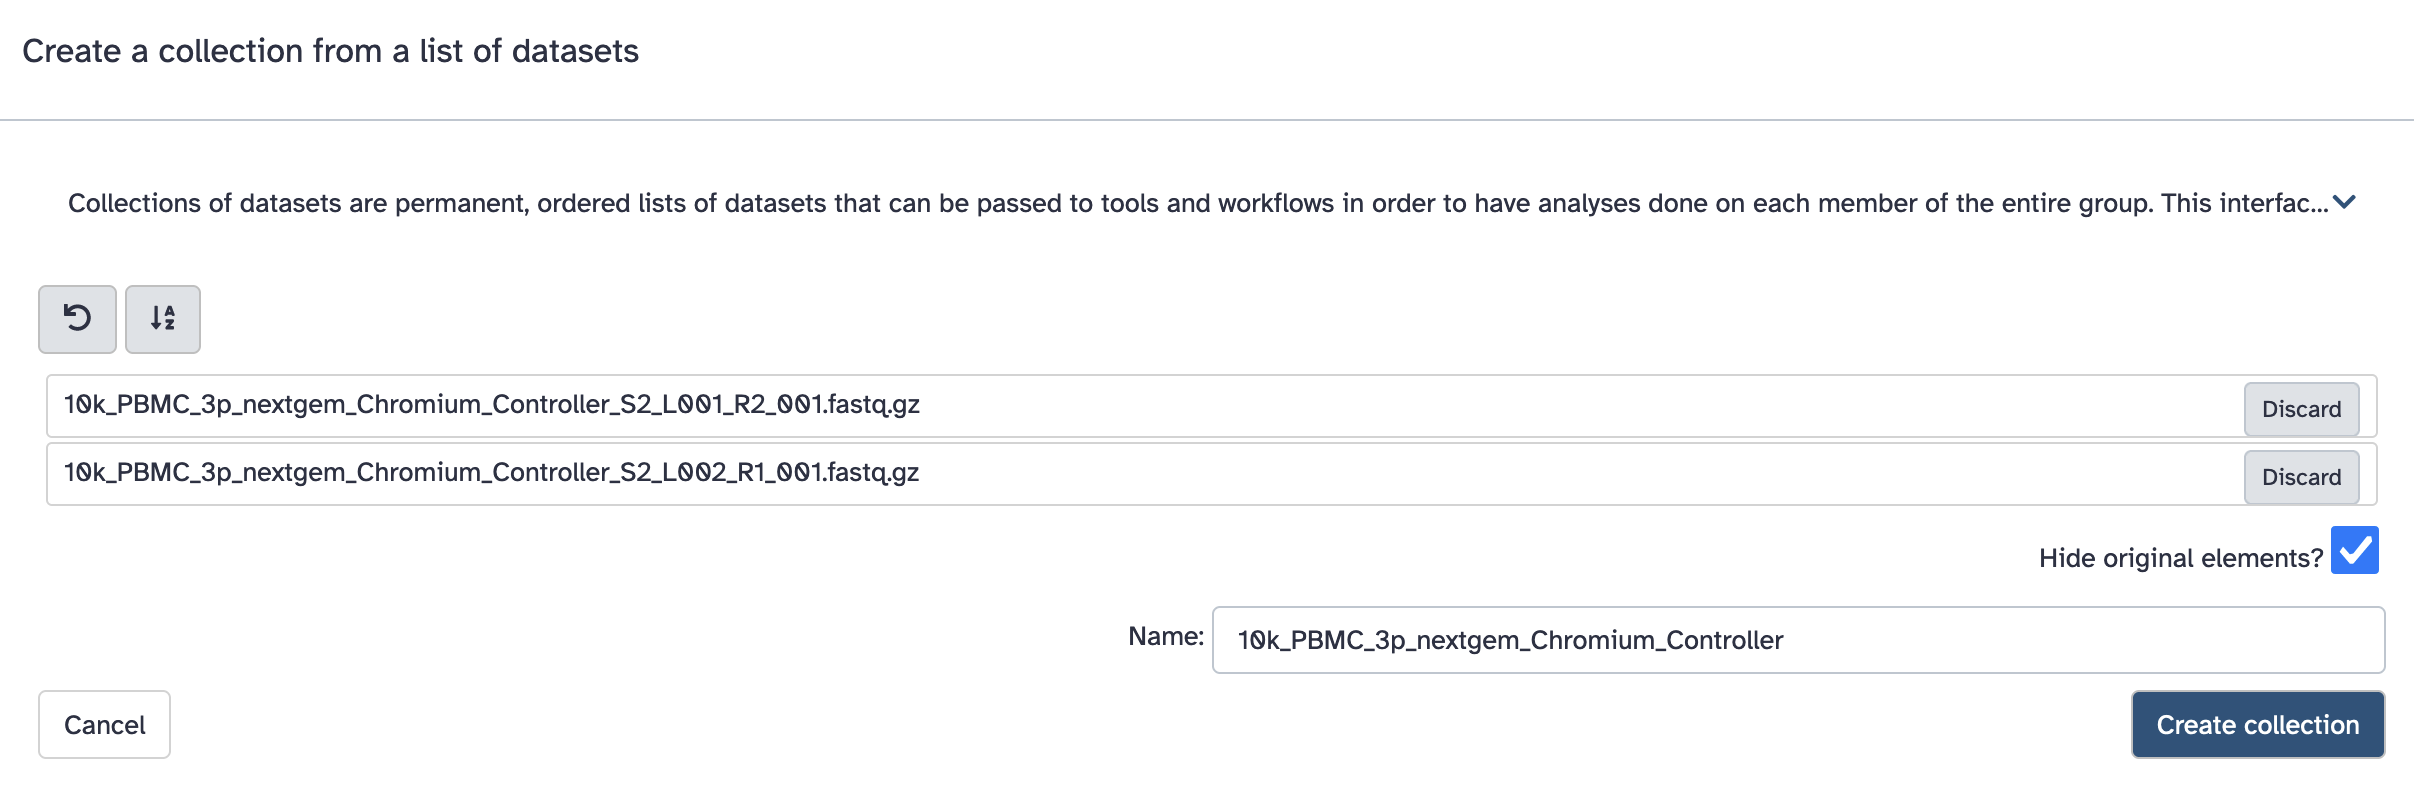 Create a collection from a list of datasets
Collections of datasets are permanent, ordered lists of datasets that can be passed to tools and workflows in order to have analyses done on each member of the entire group. This interfac...
10k_PBMC_3p_nextgem_Chromium_Controller_S2_L001_R2_001.fastq.gz Discard
10k_PBMC_3p_nextgem_Chromium_Controller_S2_L002_R1_001.fastq.gz Discard
Hide original elements?
Name: 10k_PBMC_3p_nextgem_Chromium_Controller
Cancel Create collection